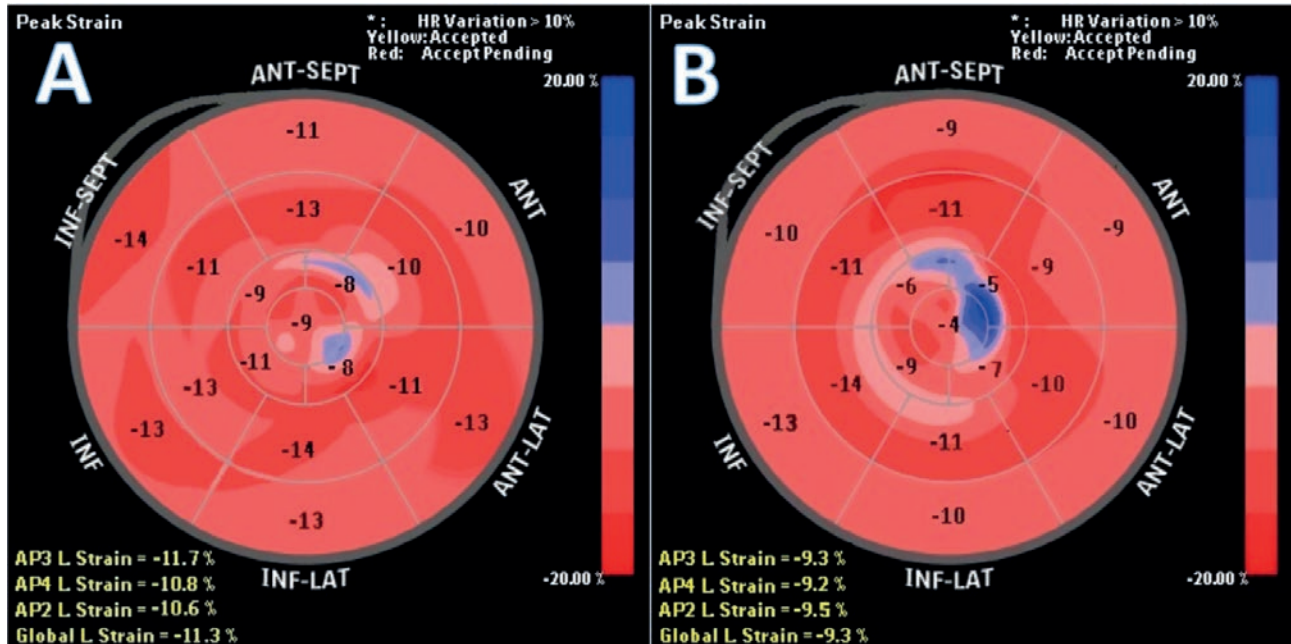 Peak Strain
* : HR Variation > 10%
Yellow:Accepted
Red: Accept Pending
A
ANT-SEPT
20.00 %
INF-SEPT
ANT
-11
-14
-13
-10
-11
-10
-9
-8
-9
-11
-8
-13
-11
-13
-14
-13
-13
INF
ANT-LAT
INF-LAT
-20.00 %
AP3 L Strain = -11.7 %
AP4 L Strain = -10.8 %
AP2 L Strain = -10.6 %
Global L Strain = -11.3 %
Peak Strain
* : HR Variation > 10%
Yellow:Accepted
Red: Accept Pending
B
ANT-SEPT
20.00 %
INF-SEPT
ANT
-9
-11
-10
-9
-11
-9
-6
-5
-4
-9
-7
-14
-10
-13
-11
-10
-10
INF
ANT-LAT
INF-LAT
-20.00 %
AP3 L Strain = -9.3 %
AP4 L Strain = -9.2 %
AP2 L Strain = -9.5 %
Global L Strain = -9.3 %